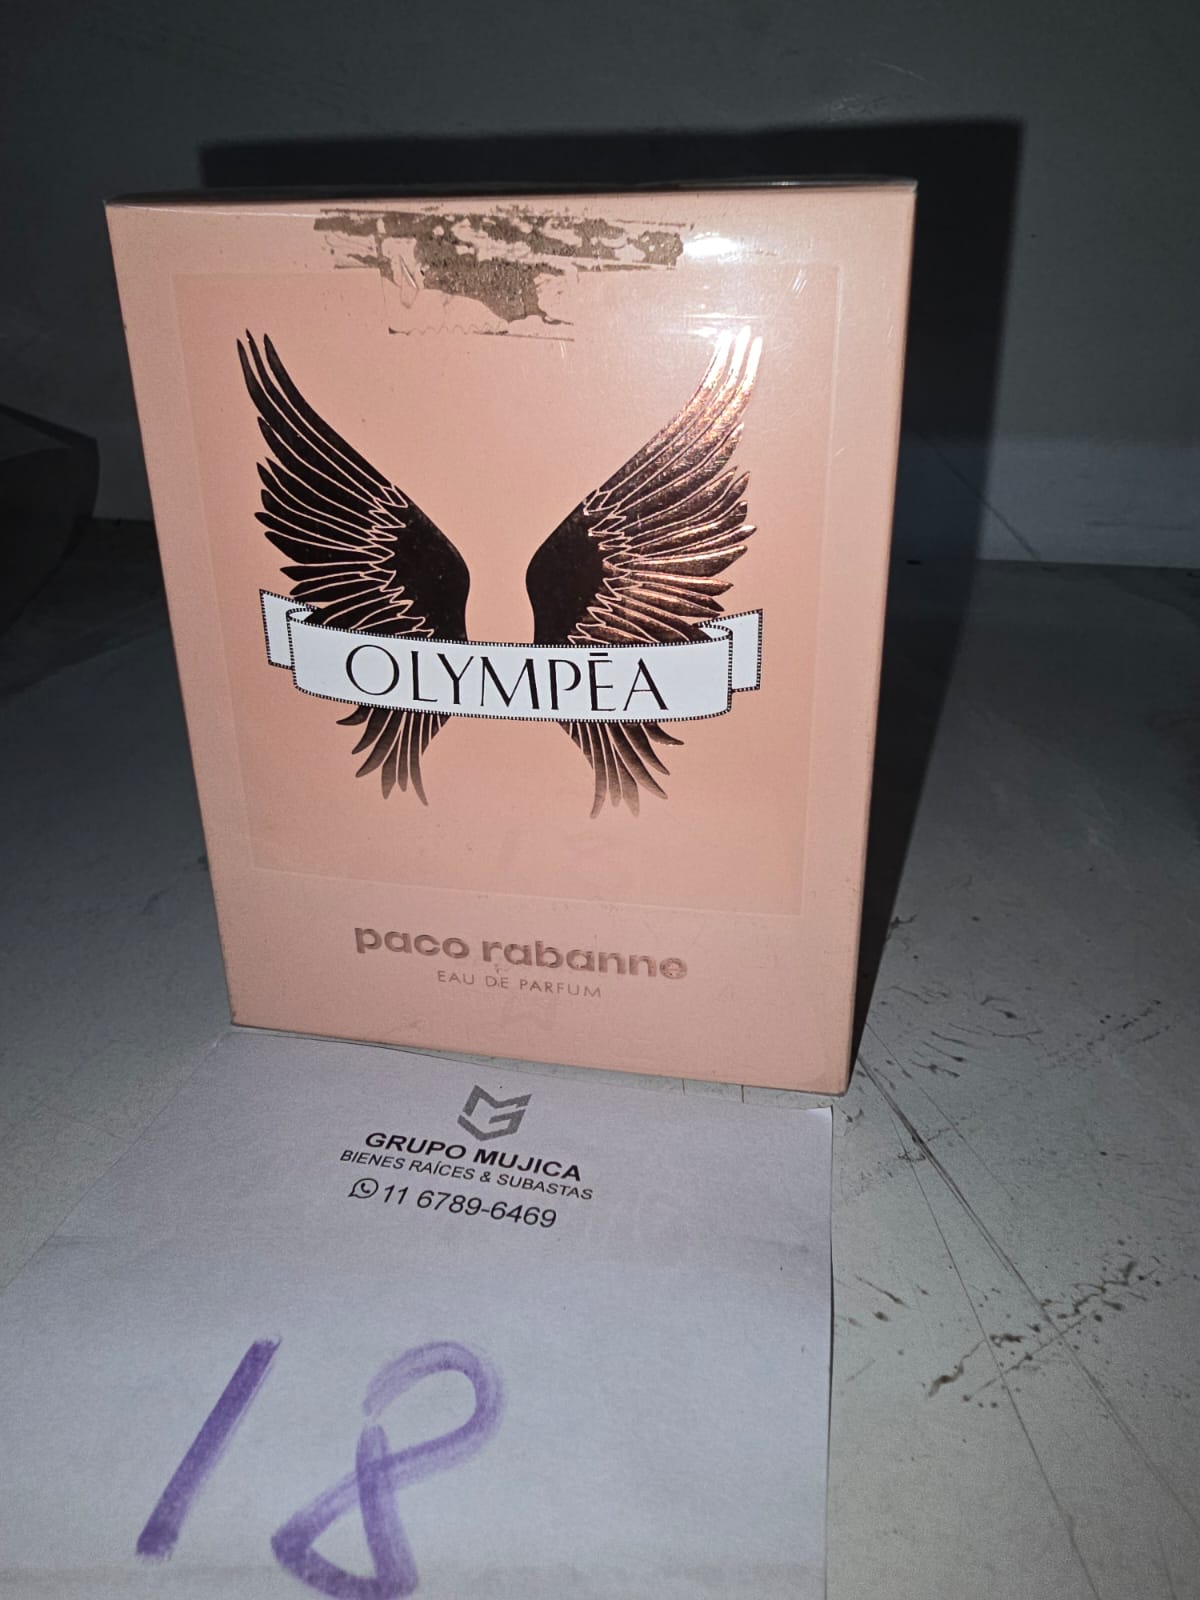 OLYMPĒA
paco rabanne
EAU DE PARFUM
GRUPO MUJICA
BIENES RAÍCES & SUBASTAS
11 6789-6469
18